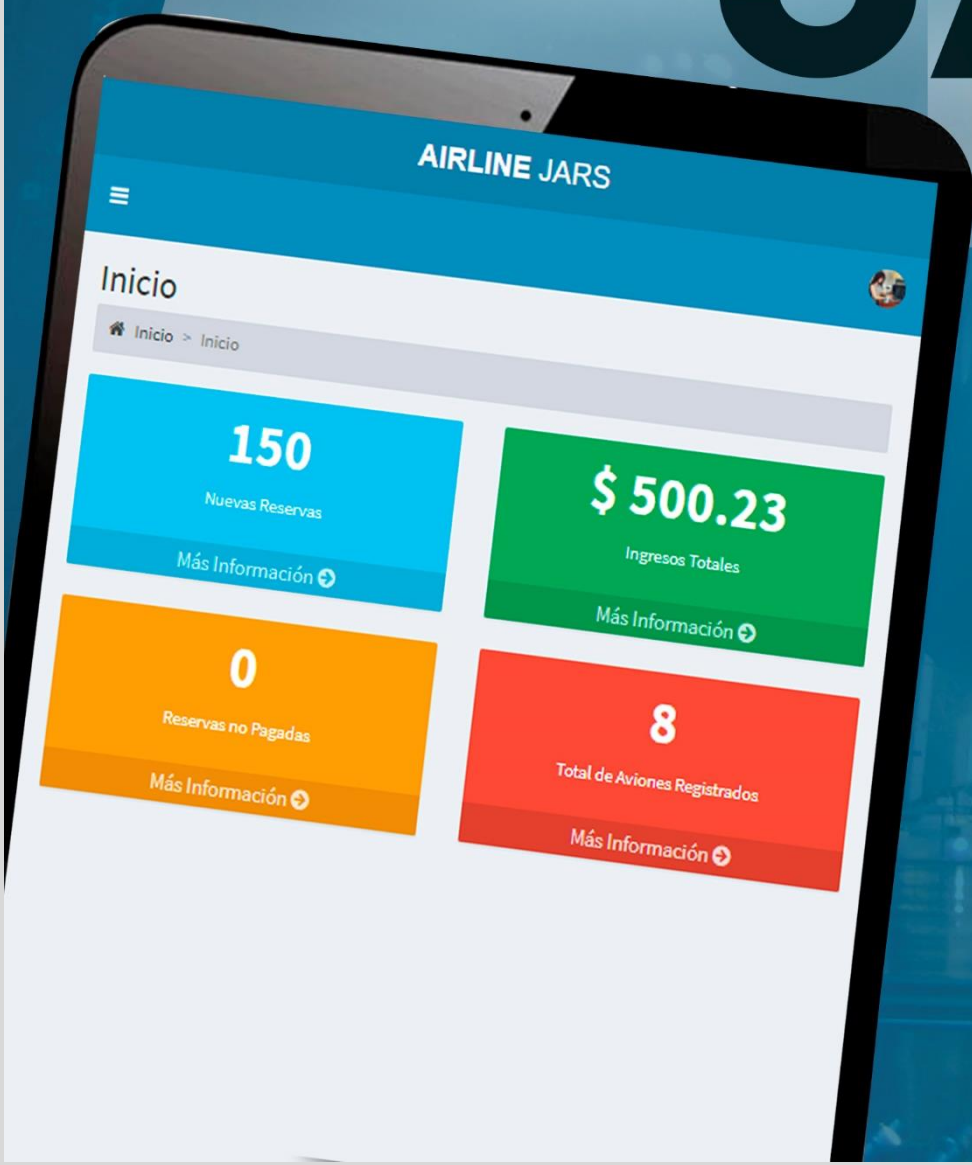 AIRLINE JARS
Inicio
Inicio > Inicio
150
Nuevas Reservas
Más Información
$ 500.23
Ingresos Totales
Más Información
0
Reservas no Pagadas
Más Información
8
Total de Aviones Registrados
Más Información